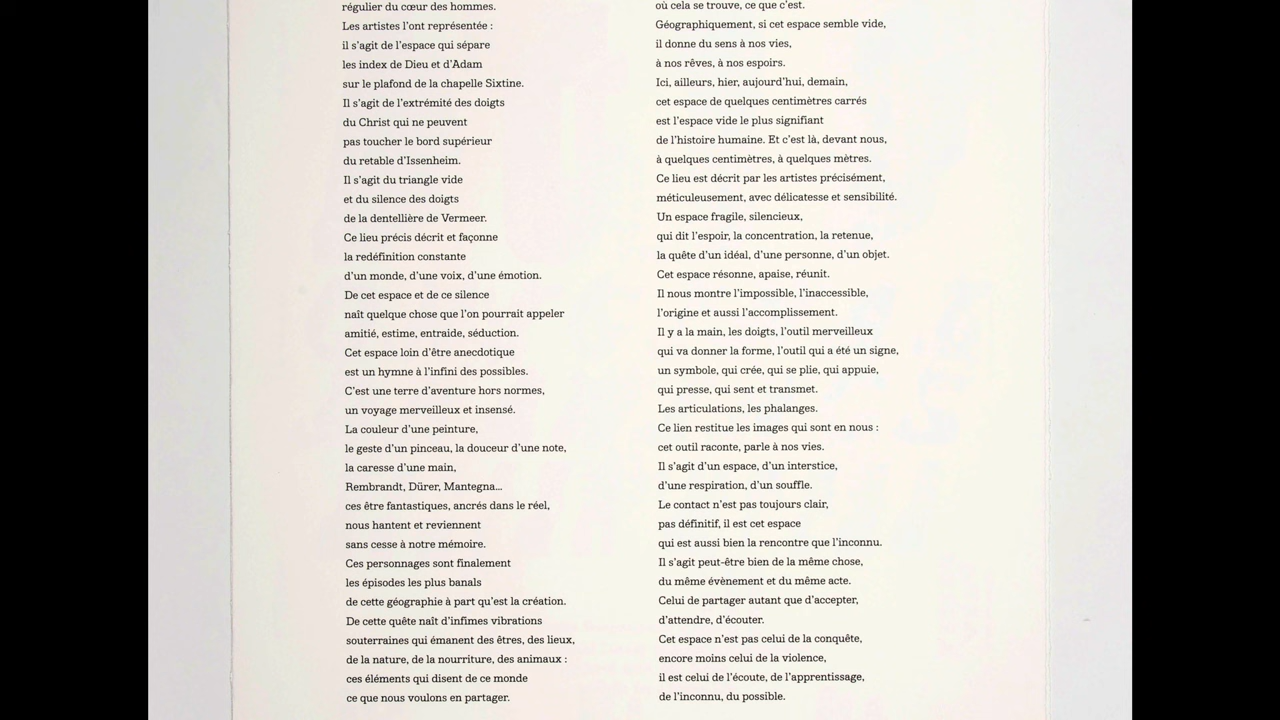 régulier du cœur des hommes.
Les artistes l'ont représentée :
il s'agit de l'espace qui sépare
les index de Dieu et d'Adam
sur le plafond de la chapelle Sixtine.
Il s'agit de l'extrémité des doigts
du Christ qui ne peuvent
pas toucher le bord supérieur
du retable d'Issenheim.
Il s'agit du triangle vide
et du silence des doigts
de la dentellière de Vermeer.
Ce lieu précis décrit et façonne
la redéfinition constante
d'un monde, d'une voix, d'une émotion.
De cet espace et de ce silence
naît quelque chose que l'on pourrait appeler
amitié, estime, entraide, séduction.
Cet espace loin d'être anecdotique
est un hymne à l'infini des possibles.
C'est une terre d'aventure hors normes,
un voyage merveilleux et insensé.
La couleur d'une peinture,
le geste d'un pinceau, la douceur d'une note,
la caresse d'une main,
Rembrandt, Dürer, Mantegna...
ces être fantastiques, ancrés dans le réel,
nous hantent et reviennent
sans cesse à notre mémoire.
Ces personnages sont finalement
les épisodes les plus banals
de cette géographie à part qu'est la création.
De cette quête naît d'infimes vibrations
souterraines qui émanent des êtres, des lieux,
de la nature, de la nourriture, des animaux :
ces éléments qui disent de ce monde
ce que nous voulons en partager.
où cela se trouve, ce que c'est.
Géographiquement, si cet espace semble vide,
il donne du sens à nos vies,
à nos rêves, à nos espoirs.
Ici, ailleurs, hier, aujourd'hui, demain,
cet espace de quelques centimètres carrés
est l'espace vide le plus signifiant
de l'histoire humaine. Et c'est là, devant nous,
à quelques centimètres, à quelques mètres.
Ce lieu est décrit par les artistes précisément,
méticuleusement, avec délicatesse et sensibilité.
Un espace fragile, silencieux,
qui dit l'espoir, la concentration, la retenue,
la quête d'un idéal, d'une personne, d'un objet.
Cet espace résonne, apaise, réunit.
Il nous montre l'impossible, l'inaccessible,
l'origine et aussi l'accomplissement.
Il y a la main, les doigts, l'outil merveilleux
qui va donner la forme, l'outil qui a été un signe,
un symbole, qui crée, qui se plie, qui appuie,
qui presse, qui sent et transmet.
Les articulations, les phalanges.
Ce lien restitue les images qui sont en nous :
cet outil raconte, parle à nos vies.
Il s'agit d'un espace, d'un interstice,
d'une respiration, d'un souffle.
Le contact n'est pas toujours clair,
pas définitif, il est cet espace
qui est aussi bien la rencontre que l'inconnu.
Il s'agit peut-être bien de la même chose,
du même évènement et du même acte.
Celui de partager autant que d'accepter,
d'attendre, d'écouter.
Cet espace n'est pas celui de la conquête,
encore moins celui de la violence,
il est celui de l'écoute, de l'apprentissage,
de l'inconnu, du possible.